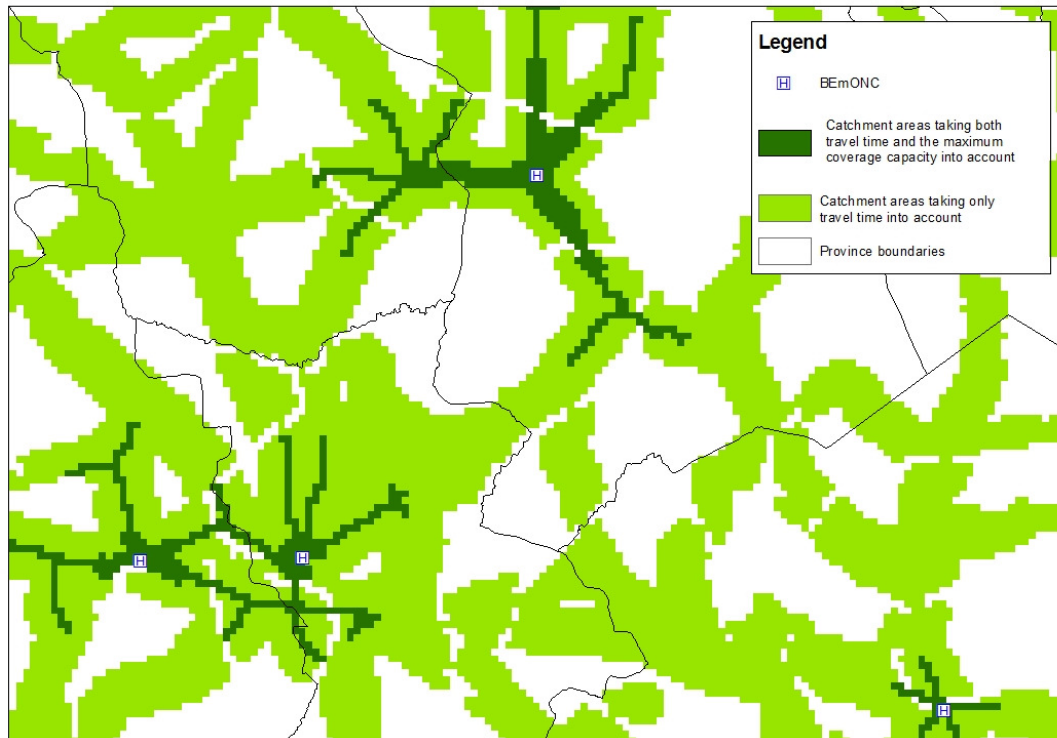 Legend
H BEmONC
Catchment areas taking both
travel time and the maximum
coverage capacity into account
Catchment areas taking only
travel time into account
Province boundaries
H
H
H
H